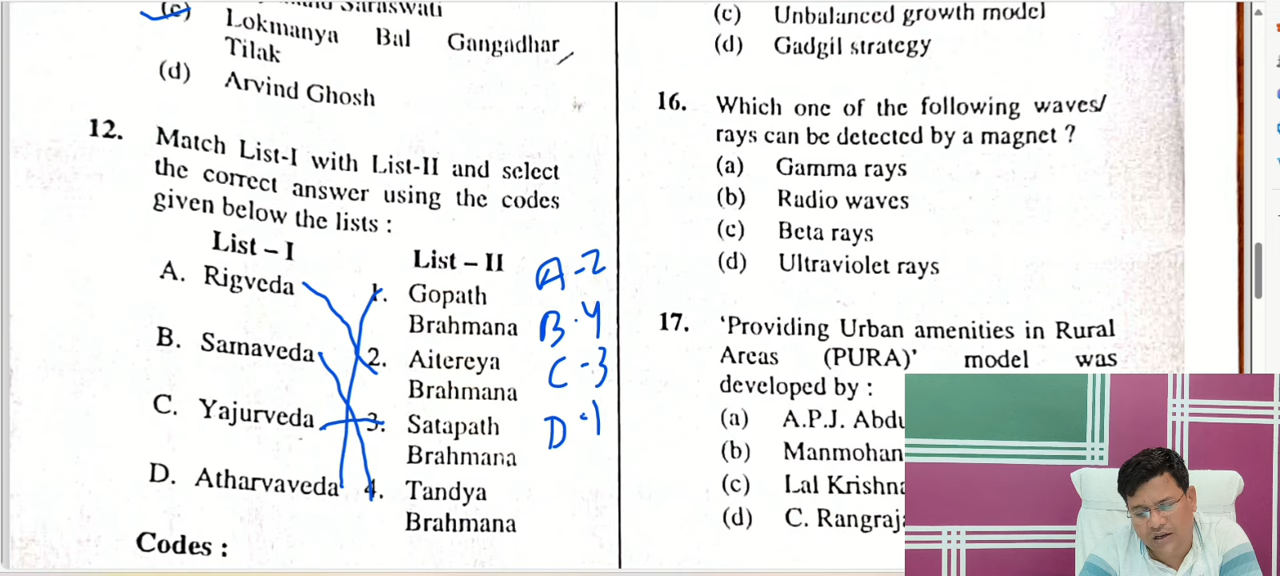 (c) Lokmanya Bal Gangadhar
Tilak
(d) Arvind Ghosh
12. Match List-I with List-II and select
the correct answer using the codes
given below the lists :
List – I
List – II
A. Rigveda
1. Gopath
Brahmana
B. Samaveda
2. Aitereya
Brahmana
C. Yajurveda
3. Satapath
Brahmana
D. Atharvaveda
4. Tandya
Brahmana
A-2
B-4
C-3
D-1
Codes :
(c) Unbalanced growth model
(d) Gadgil strategy
16. Which one of the following waves/
rays can be detected by a magnet ?
(a) Gamma rays
(b) Radio waves
(c) Beta rays
(d) Ultraviolet rays
17. 'Providing Urban amenities in Rural
Areas (PURA)' model was
developed by :
(a) A.P.J. Abdu
(b) Manmohan
(c) Lal Krishna
(d) C. Rangraj